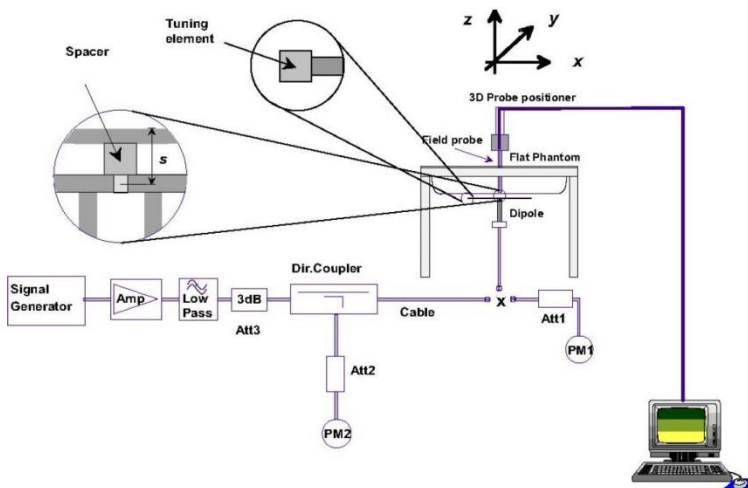 Tuning
element
Spacer
s
z
y
x
3D Probe positioner
Field probe
Flat Phantom
Dipole
Dir.Coupler
Signal
Generator
Amp
Low
Pass
3dB
Att3
Cable
x
Att1
PM1
Att2
PM2